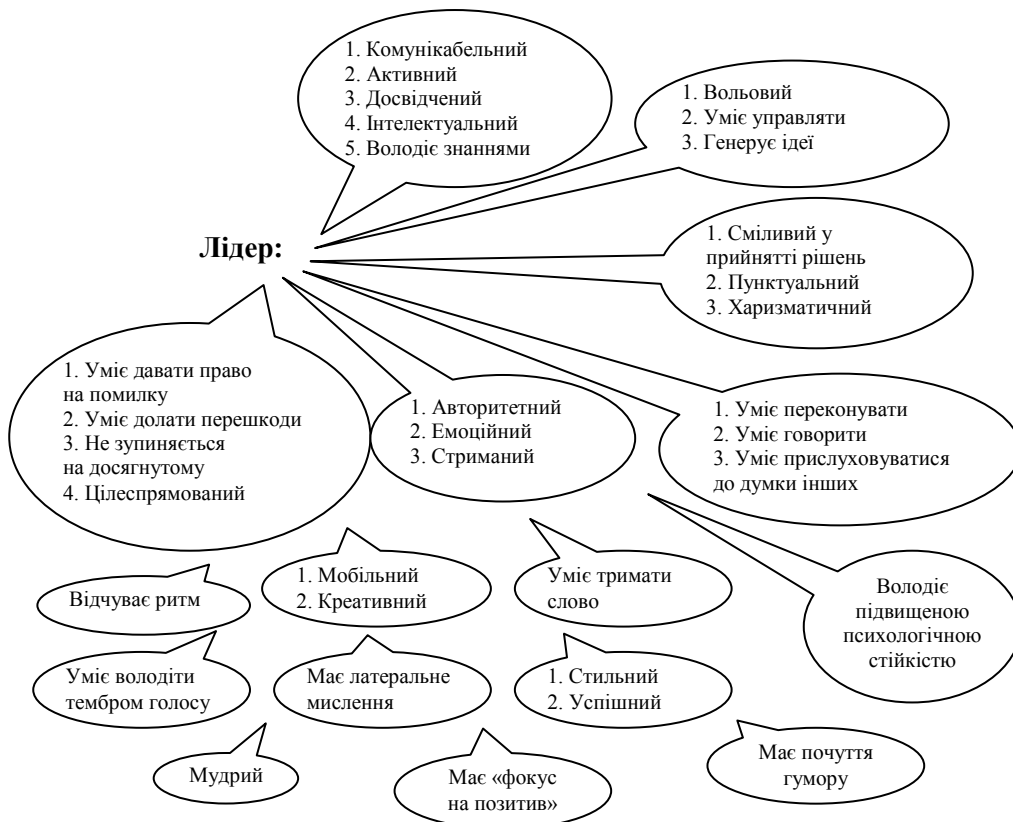 1. Комунікабельний
2. Активний
3. Досвідчений
4. Інтелектуальний
5. Володіє знаннями
1. Вольовий
2. Уміє управляти
3. Генерує ідеї
Лідер:
1. Сміливий у
прийнятті рішень
2. Пунктуальний
3. Харизматичний
1. Уміє давати право
на помилку
2. Уміє долати перешкоди
3. Не зупиняється
на досягнутому
4. Цілеспрямований
1. Авторитетний
2. Емоційний
3. Стриманий
1. Уміє переконувати
2. Уміє говорити
3. Уміє прислуховуватися
до думки інших
Відчуває ритм
1. Мобільний
2. Креативний
Уміє тримати
слово
Володіє
підвищеною
психологічною
стійкістю
Уміє володіти
тембром голосу
Має латеральне
мислення
1. Стильний
2. Успішний
Мудрий
Має «фокус
на позитив»
Має почуття
гумору